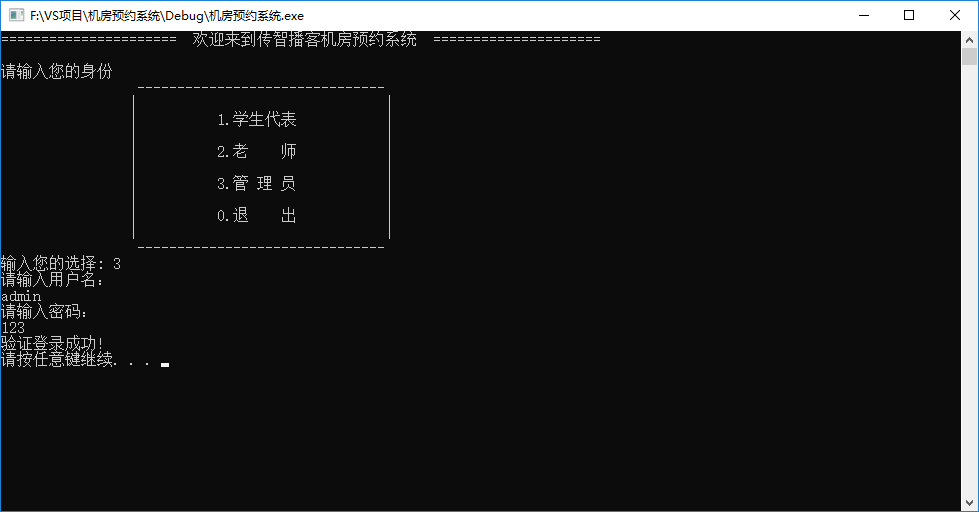 F:\VS项目\机房预约系统\Debug\机房预约系统.exe
====================== 欢迎来到传智播客机房预约系统 =====================
请输入您的身份
-------------------------------
1.学生代表
2.老 师
3.管 理 员
0.退 出
-------------------------------
输入您的选择: 3
请输入用户名:
admin
请输入密码:
123
验证登录成功!
请按任意键继续. . .